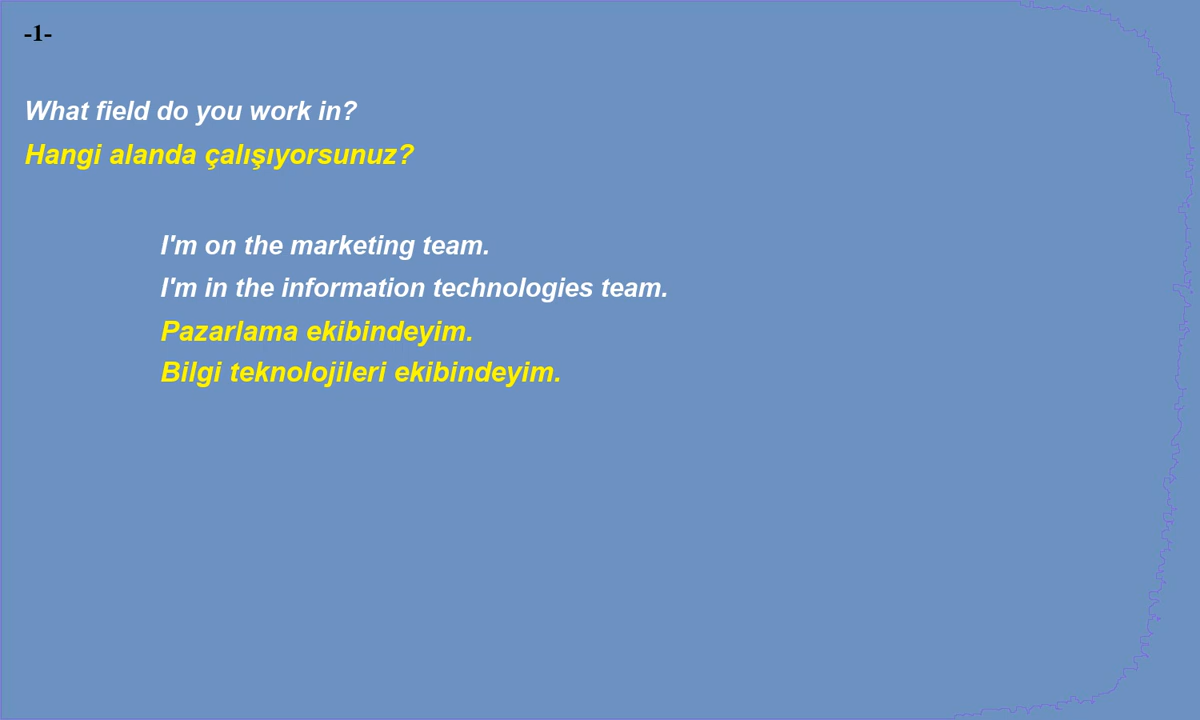 -1-
What field do you work in?
Hangi alanda çalışıyorsunuz?
I'm on the marketing team.
I'm in the information technologies team.
Pazarlama ekibindeyim.
Bilgi teknolojileri ekibindeyim.